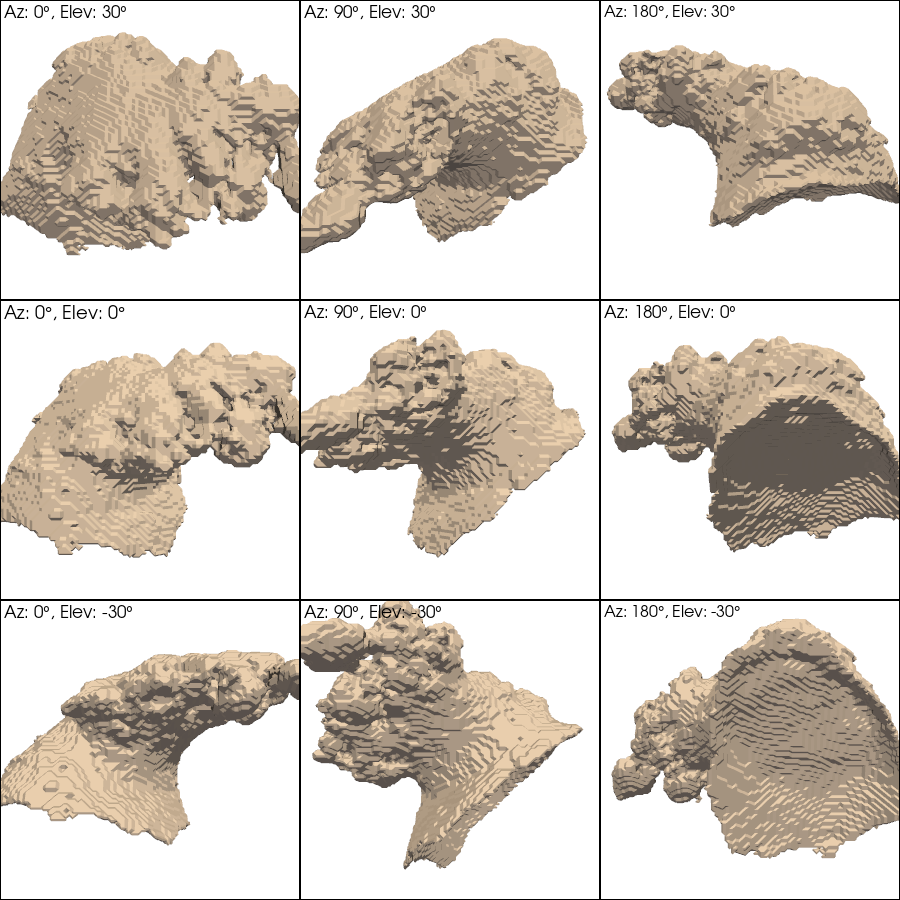 Az: 0°, Elev: 30°
Az: 90°, Elev: 30°
Az: 180°, Elev: 30°
Az: 0°, Elev: 0°
Az: 90°, Elev: 0°
Az: 180°, Elev: 0°
Az: 0°, Elev: -30°
Az: 90°, Elev: -30°
Az: 180°, Elev: -30°